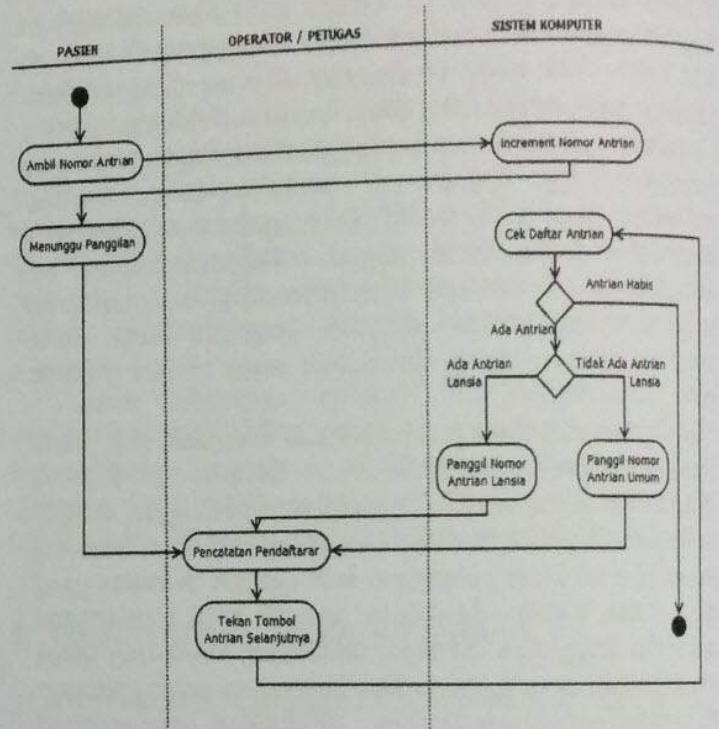 PASIEN
OPERATOR / PETUGAS
SISTEM KOMPUTER
Ambil Nomor Antrian
Increment Nomor Antrian
Menunggu Panggilan
Cek Daftar Antrian
Antrian Habis
Ada Antrian
Ada Antrian
Lansia
Tidak Ada Antrian
Lansia
Panggil Nomor
Antrian Lansia
Panggil Nomor
Antrian Umum
Pencatatan Pendaftarar
Tekan Tombol
Antrian Selanjutnya